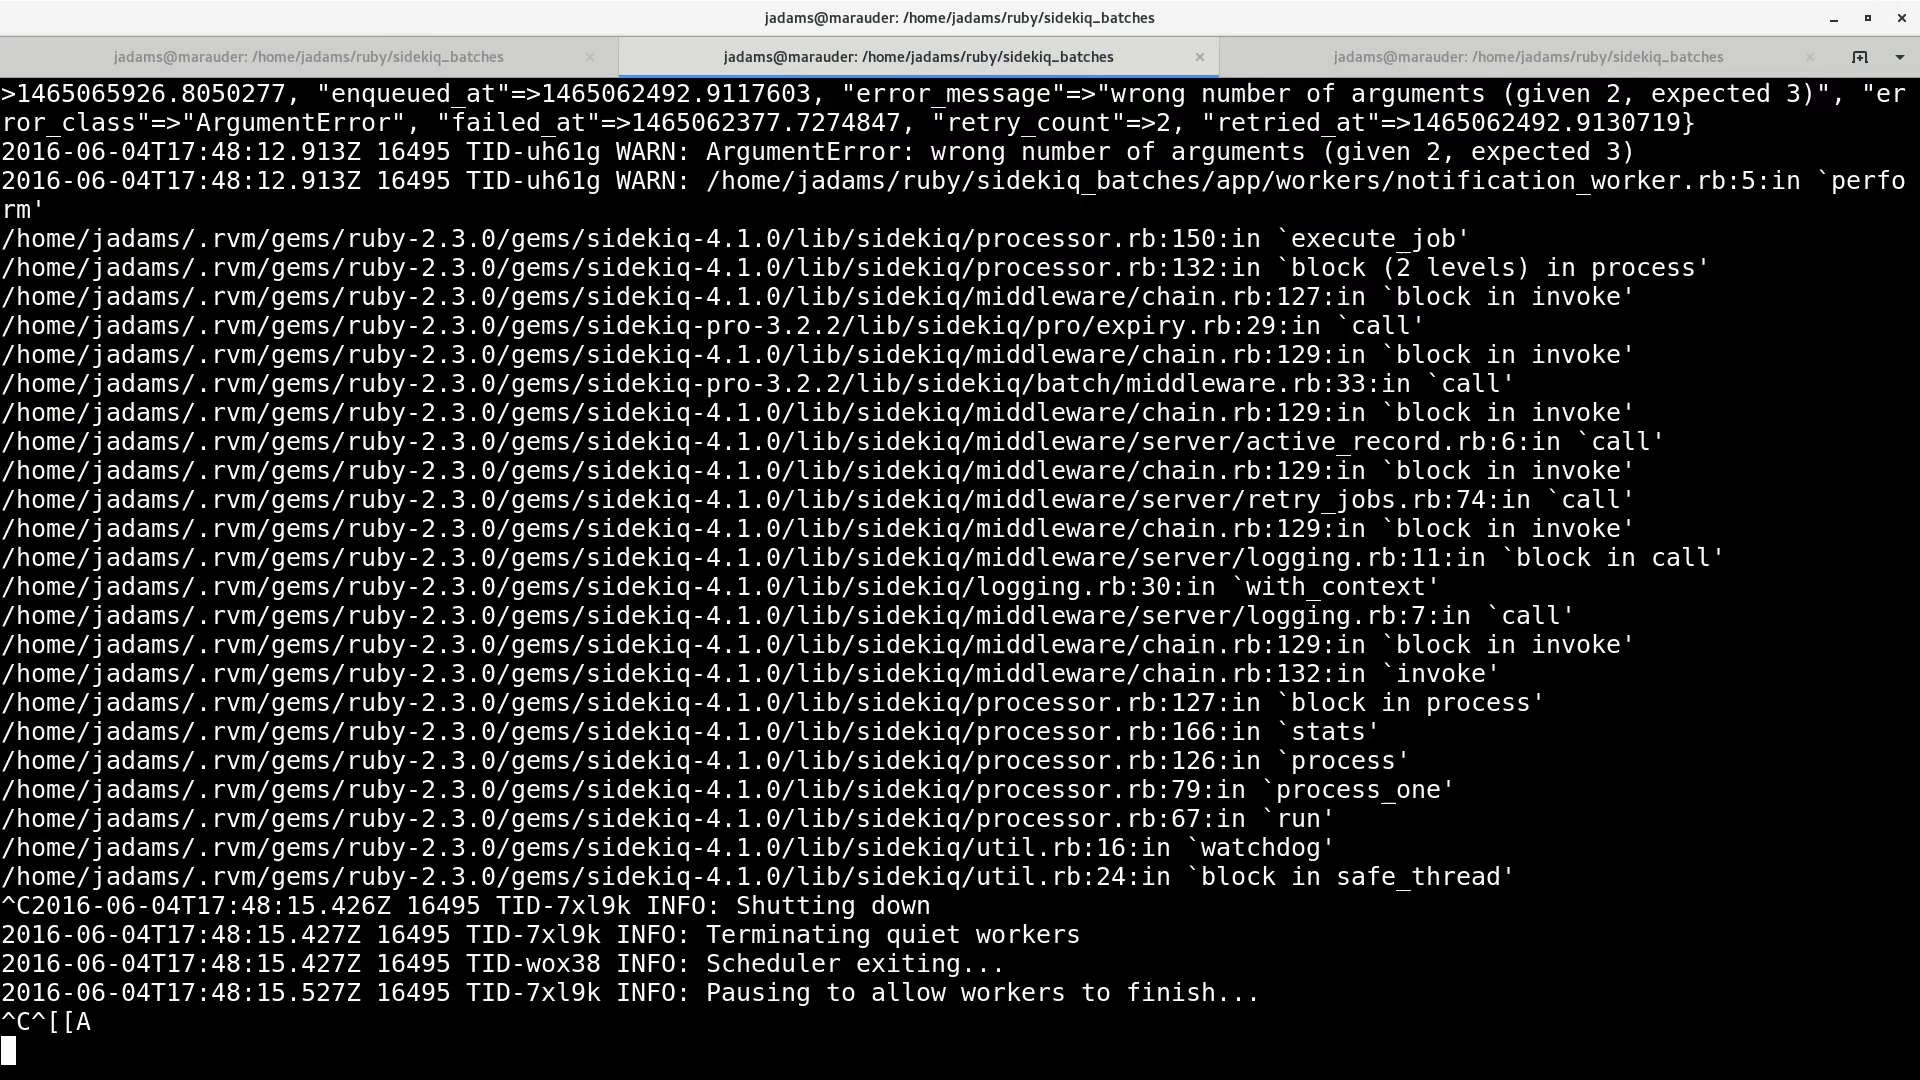 jadams@marauder: /home/jadams/ruby/sidekiq_batches
jadams@marauder: /home/jadams/ruby/sidekiq_batches
jadams@marauder: /home/jadams/ruby/sidekiq_batches
jadams@marauder: /home/jadams/ruby/sidekiq_batches
>1465065926.8050277, "enqueued_at"=>1465062492.9117603, "error_message"=>"wrong number of arguments (given 2, expected 3)", "er
ror_class"=>"ArgumentError", "failed_at"=>1465062377.7274847, "retry_count"=>2, "retried_at"=>1465062492.9130719}
2016-06-04T17:48:12.913Z 16495 TID-uh61g WARN: ArgumentError: wrong number of arguments (given 2, expected 3)
2016-06-04T17:48:12.913Z 16495 TID-uh61g WARN: /home/jadams/ruby/sidekiq_batches/app/workers/notification_worker.rb:5:in `perfo
rm'
/home/jadams/.rvm/gems/ruby-2.3.0/gems/sidekiq-4.1.0/lib/sidekiq/processor.rb:150:in `execute_job'
/home/jadams/.rvm/gems/ruby-2.3.0/gems/sidekiq-4.1.0/lib/sidekiq/processor.rb:132:in `block (2 levels) in process'
/home/jadams/.rvm/gems/ruby-2.3.0/gems/sidekiq-4.1.0/lib/sidekiq/middleware/chain.rb:127:in `block in invoke'
/home/jadams/.rvm/gems/ruby-2.3.0/gems/sidekiq-pro-3.2.2/lib/sidekiq/pro/expiry.rb:29:in `call'
/home/jadams/.rvm/gems/ruby-2.3.0/gems/sidekiq-4.1.0/lib/sidekiq/middleware/chain.rb:129:in `block in invoke'
/home/jadams/.rvm/gems/ruby-2.3.0/gems/sidekiq-pro-3.2.2/lib/sidekiq/batch/middleware.rb:33:in `call'
/home/jadams/.rvm/gems/ruby-2.3.0/gems/sidekiq-4.1.0/lib/sidekiq/middleware/chain.rb:129:in `block in invoke'
/home/jadams/.rvm/gems/ruby-2.3.0/gems/sidekiq-4.1.0/lib/sidekiq/middleware/server/active_record.rb:6:in `call'
/home/jadams/.rvm/gems/ruby-2.3.0/gems/sidekiq-4.1.0/lib/sidekiq/middleware/chain.rb:129:in `block in invoke'
/home/jadams/.rvm/gems/ruby-2.3.0/gems/sidekiq-4.1.0/lib/sidekiq/middleware/server/retry_jobs.rb:74:in `call'
/home/jadams/.rvm/gems/ruby-2.3.0/gems/sidekiq-4.1.0/lib/sidekiq/middleware/chain.rb:129:in `block in invoke'
/home/jadams/.rvm/gems/ruby-2.3.0/gems/sidekiq-4.1.0/lib/sidekiq/middleware/server/logging.rb:11:in `block in call'
/home/jadams/.rvm/gems/ruby-2.3.0/gems/sidekiq-4.1.0/lib/sidekiq/logging.rb:30:in `with_context'
/home/jadams/.rvm/gems/ruby-2.3.0/gems/sidekiq-4.1.0/lib/sidekiq/middleware/server/logging.rb:7:in `call'
/home/jadams/.rvm/gems/ruby-2.3.0/gems/sidekiq-4.1.0/lib/sidekiq/middleware/chain.rb:129:in `block in invoke'
/home/jadams/.rvm/gems/ruby-2.3.0/gems/sidekiq-4.1.0/lib/sidekiq/middleware/chain.rb:132:in `invoke'
/home/jadams/.rvm/gems/ruby-2.3.0/gems/sidekiq-4.1.0/lib/sidekiq/processor.rb:127:in `block in process'
/home/jadams/.rvm/gems/ruby-2.3.0/gems/sidekiq-4.1.0/lib/sidekiq/processor.rb:166:in `stats'
/home/jadams/.rvm/gems/ruby-2.3.0/gems/sidekiq-4.1.0/lib/sidekiq/processor.rb:126:in `process'
/home/jadams/.rvm/gems/ruby-2.3.0/gems/sidekiq-4.1.0/lib/sidekiq/processor.rb:79:in `process_one'
/home/jadams/.rvm/gems/ruby-2.3.0/gems/sidekiq-4.1.0/lib/sidekiq/processor.rb:67:in `run'
/home/jadams/.rvm/gems/ruby-2.3.0/gems/sidekiq-4.1.0/lib/sidekiq/util.rb:16:in `watchdog'
/home/jadams/.rvm/gems/ruby-2.3.0/gems/sidekiq-4.1.0/lib/sidekiq/util.rb:24:in `block in safe_thread'
^C2016-06-04T17:48:15.426Z 16495 TID-7xl9k INFO: Shutting down
2016-06-04T17:48:15.427Z 16495 TID-7xl9k INFO: Terminating quiet workers
2016-06-04T17:48:15.427Z 16495 TID-wox38 INFO: Scheduler exiting...
2016-06-04T17:48:15.527Z 16495 TID-7xl9k INFO: Pausing to allow workers to finish...
^C^[[A